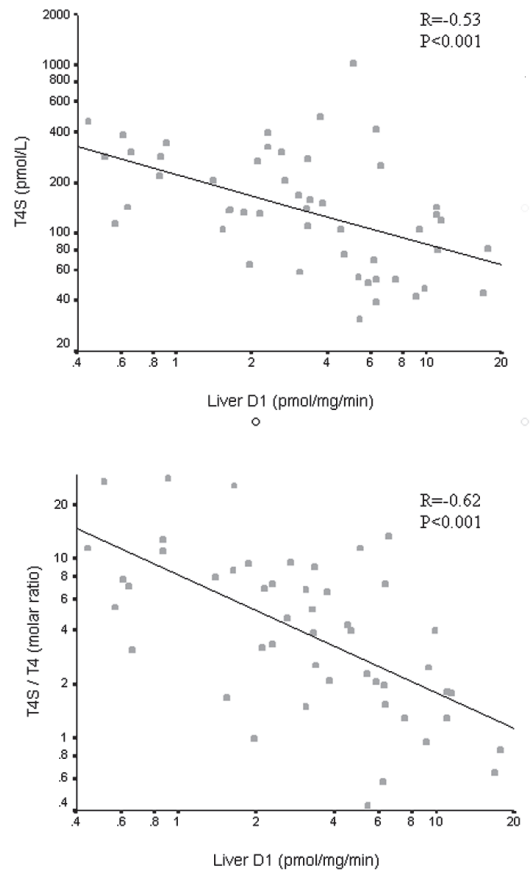 R=-0.53
P<0.001
2000
1000
800
600
400
200
100
80
60
40
20
T4S (pmol/L)
.4 .6 .8 1 2 4 6 8 10 20
Liver D1 (pmol/mg/min)
R=-0.62
P<0.001
20
10
8
6
4
2
1
.8
.6
.4
T4S / T4 (molar ratio)
.4 .6 .8 1 2 4 6 8 10 20
Liver D1 (pmol/mg/min)